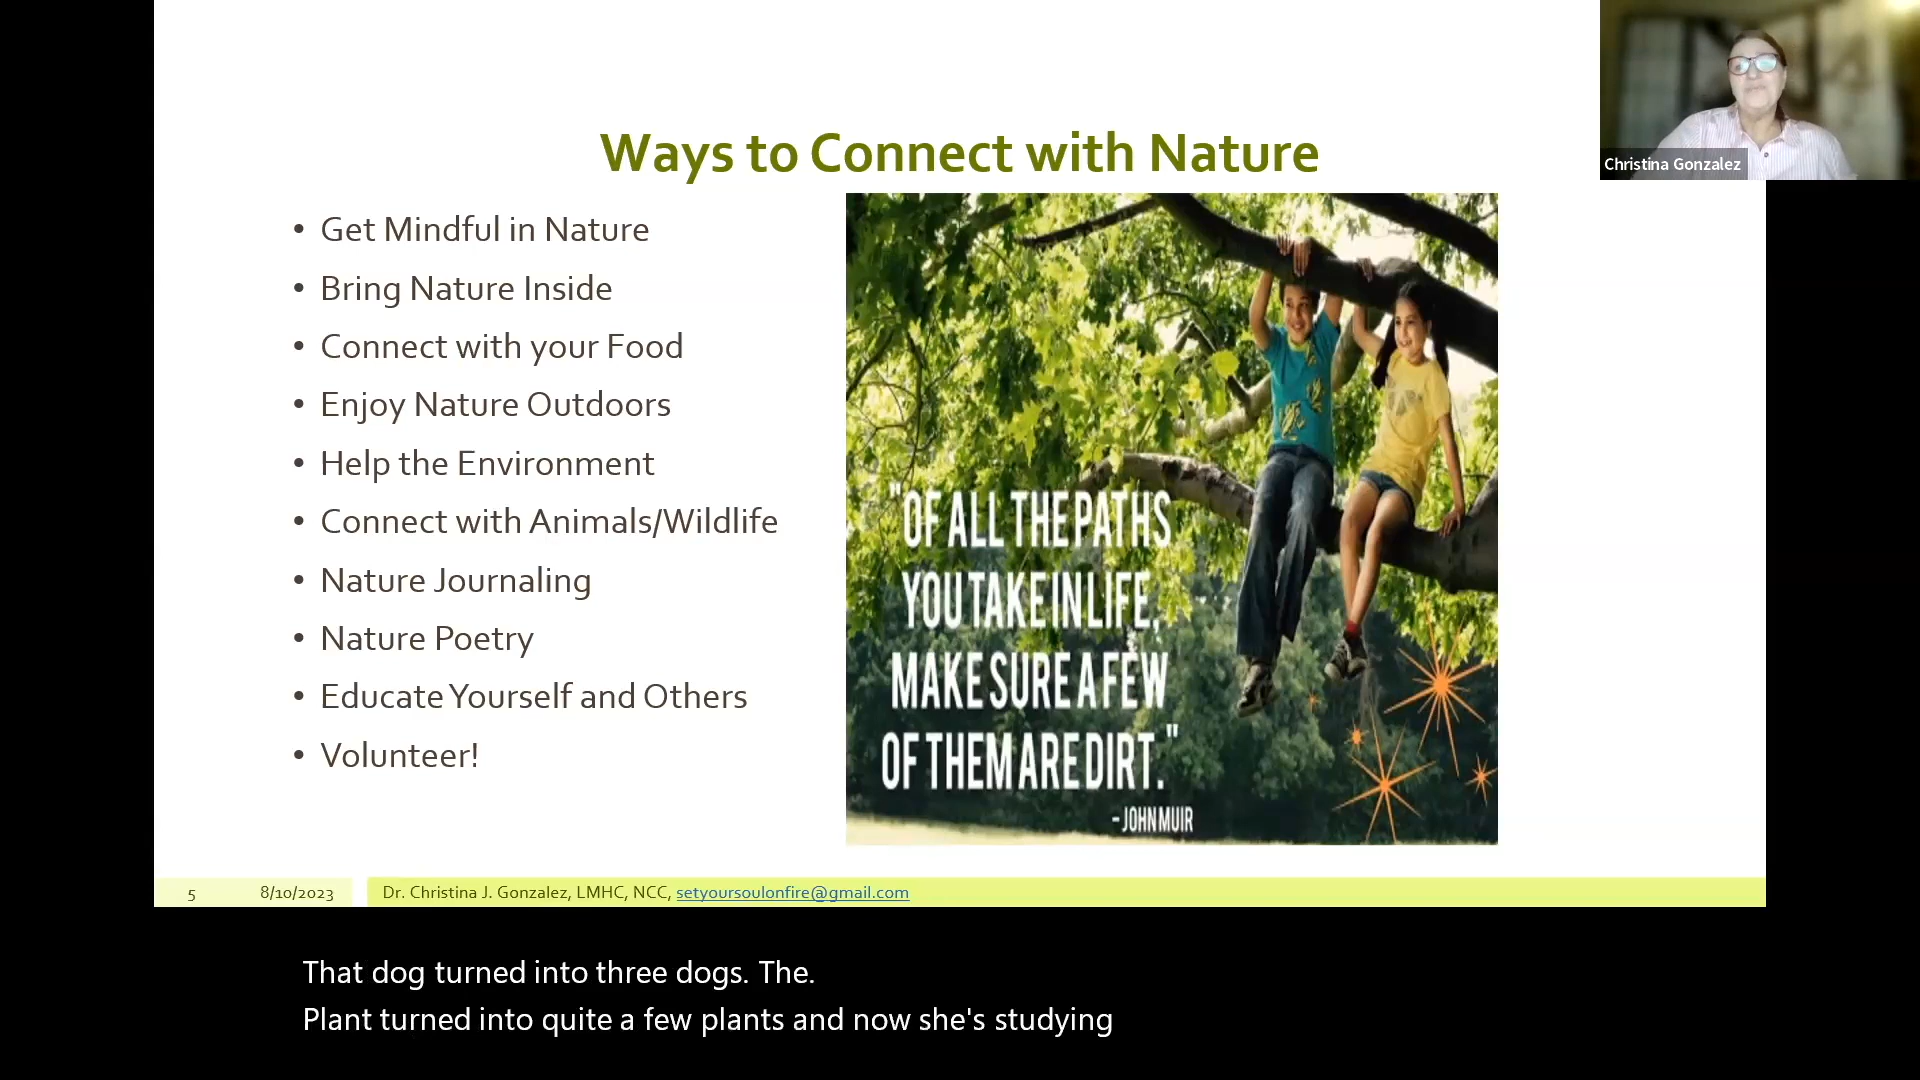 Ways to Connect with Nature
• Get Mindful in Nature
• Bring Nature Inside
• Connect with your Food
• Enjoy Nature Outdoors
• Help the Environment
• Connect with Animals/Wildlife
• Nature Journaling
• Nature Poetry
• Educate Yourself and Others
• Volunteer!
"OF ALL THE PATHS
YOU TAKE IN LIFE,
MAKE SURE A FEW
OF THEM ARE DIRT."
- JOHN MUIR
Christina Gonzalez
5 8/10/2023 Dr. Christina J. Gonzalez, LMHC, NCC, setyoursoulonfire@gmail.com
That dog turned into three dogs. The.
Plant turned into quite a few plants and now she's studying